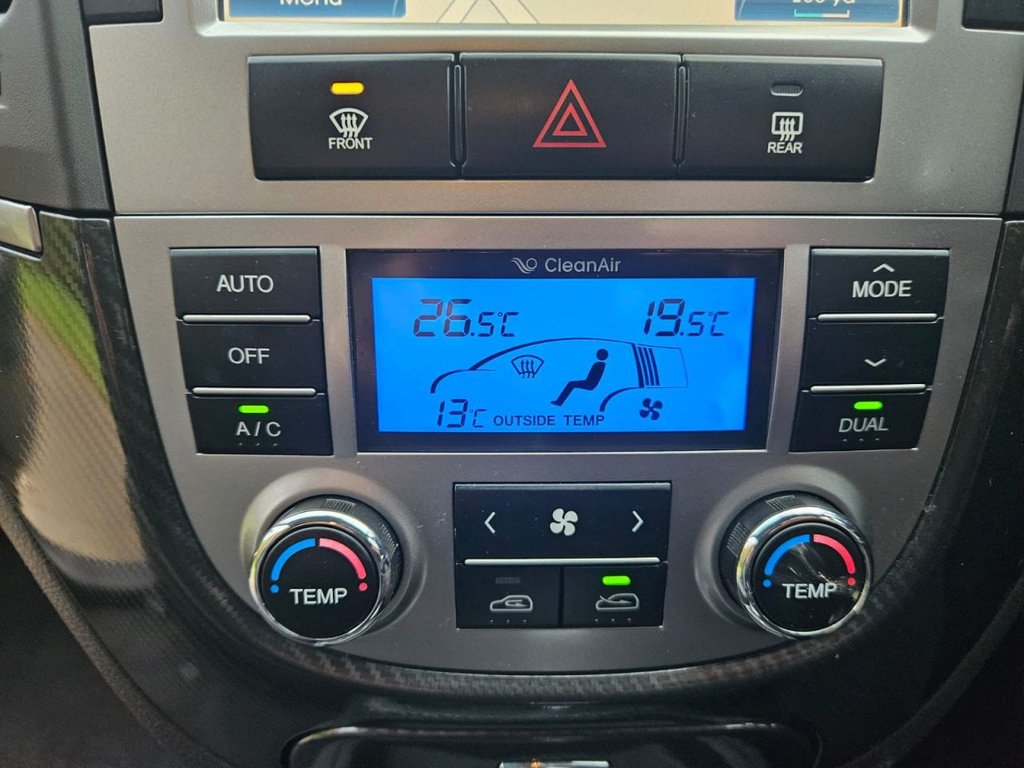 Menu
FRONT
REAR
CleanAir
AUTO
26.5°C
19.5°C
MODE
OFF
A/C
13°C OUTSIDE TEMP
DUAL
TEMP
TEMP